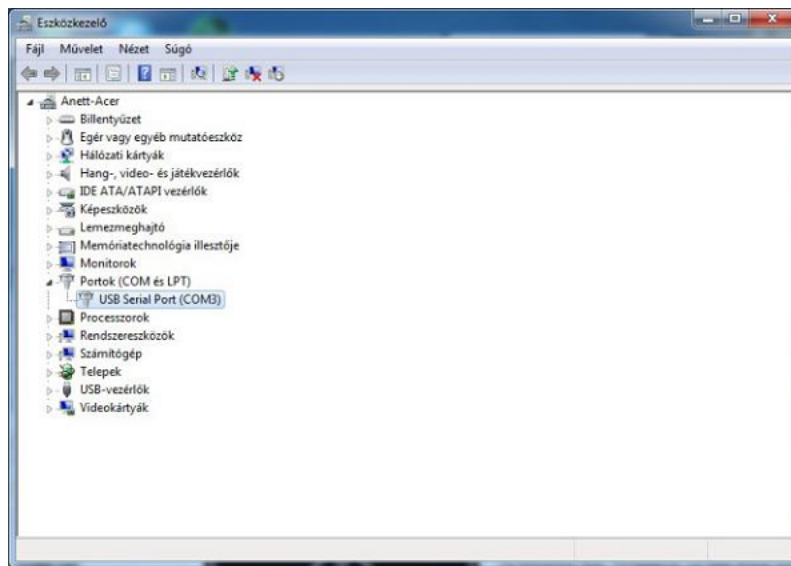 Eszközkezelő
Fájl Művelet Nézet Súgó
Anett-Acer
Billentyűzet
Egér vagy egyéb mutatóeszköz
Hálózati kártyák
Hang-, video- és játékvezérlők
IDE ATA/ATAPI vezérlők
Képeszközök
Lemezmeghajtó
Memóriatechnológia illesztője
Monitorok
Portok (COM és LPT)
USB Serial Port (COM3)
Processzorok
Rendszereszközök
Számítógép
Telepek
USB-vezérlők
Videokártyák